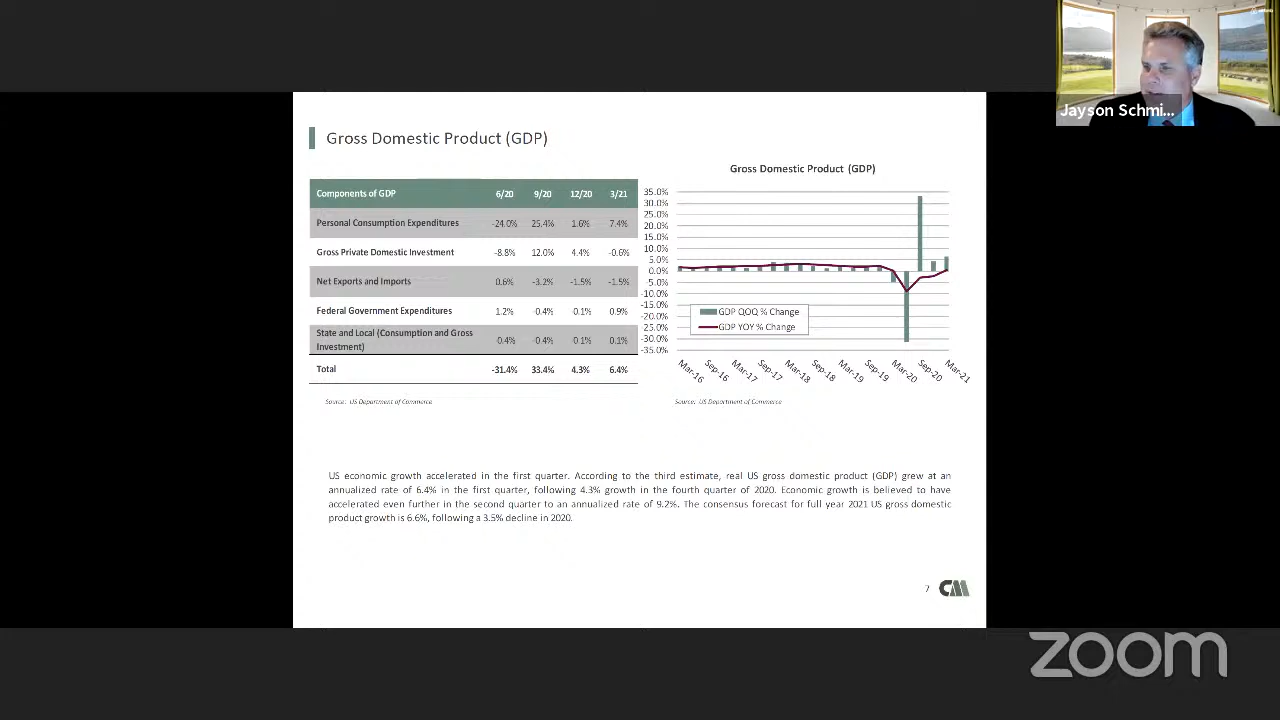 Jayson Schmi...
Gross Domestic Product (GDP)
Components of GDP 6/20 9/20 12/20 3/21
Personal Consumption Expenditures -24.0% 25.4% 1.6% 7.4%
Gross Private Domestic Investment -8.8% 12.0% 4.4% -0.6%
Net Exports and Imports 0.6% -3.2% -1.5% -1.5%
Federal Government Expenditures 1.2% -0.4% -0.1% 0.9%
State and Local (Consumption and Gross
Investment) 0.4% -0.4% -0.1% 0.1%
Total -31.4% 33.4% 4.3% 6.4%
Source: US Department of Commerce
Gross Domestic Product (GDP)
35.0%
30.0%
25.0%
20.0%
15.0%
10.0%
5.0%
0.0%
-5.0%
-10.0%
-15.0%
-20.0%
-25.0%
-30.0%
-35.0%
GDP QOQ % Change
GDP YOY % Change
Mar-16 Sep-16 Mar-17 Sep-17 Mar-18 Sep-18 Mar-19 Sep-19 Mar-20 Sep-20 Mar-21
Source: US Department of Commerce
US economic growth accelerated in the first quarter. According to the third estimate, real US gross domestic product (GDP) grew at an
annualized rate of 6.4% in the first quarter, following 4.3% growth in the fourth quarter of 2020. Economic growth is believed to have
accelerated even further in the second quarter to an annualized rate of 9.2%. The consensus forecast for full year 2021 US gross domestic
product growth is 6.6%, following a 3.5% decline in 2020.
7 CM
zoom